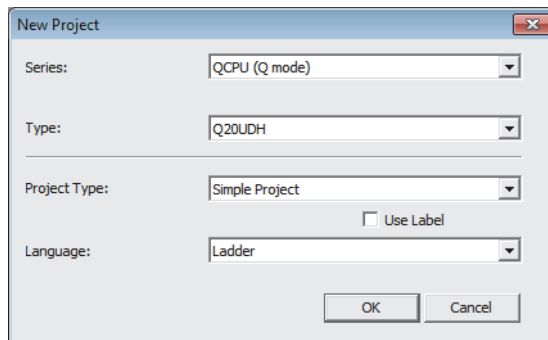 New Project
Series: QCPU (Q mode)
Type: Q20UDH
Project Type: Simple Project
Use Label
Language: Ladder
OK Cancel